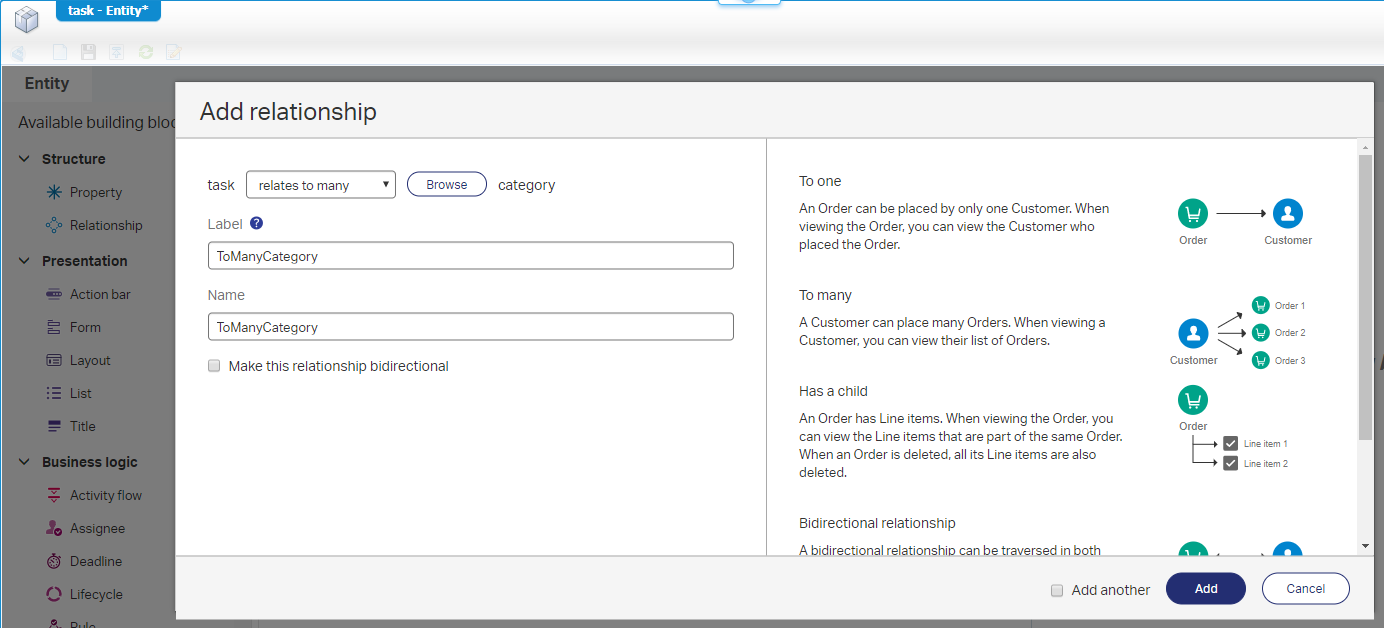 task - Entity*
Entity
Available building bloc
Structure
Property
Relationship
Presentation
Action bar
Form
Layout
List
Title
Business logic
Activity flow
Assignee
Deadline
Lifecycle
Rule
Add relationship
task relates to many Browse category
Label ?
ToManyCategory
Name
ToManyCategory
Make this relationship bidirectional
To one
An Order can be placed by only one Customer. When
viewing the Order, you can view the Customer who
placed the Order.
Order
Customer
To many
A Customer can place many Orders. When viewing a
Customer, you can view their list of Orders.
Customer
Order 1
Order 2
Order 3
Has a child
An Order has Line items. When viewing the Order, you
can view the Line items that are part of the same Order.
When an Order is deleted, all its Line items are also
deleted.
Order
Line item 1
Line item 2
Bidirectional relationship
A bidirectional relationship can be traversed in both
Add another
Add
Cancel